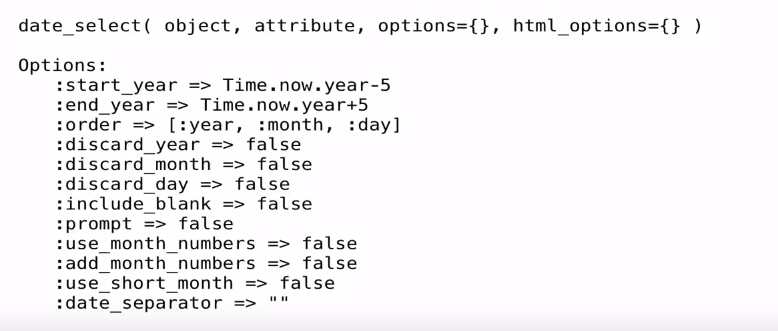 date_select( object, attribute, options={}, html_options={} )
Options:
:start_year => Time.now.year-5
:end_year => Time.now.year+5
:order => [:year, :month, :day]
:discard_year => false
:discard_month => false
:discard_day => false
:include_blank => false
:prompt => false
:use_month_numbers => false
:add_month_numbers => false
:use_short_month => false
:date_separator => ""